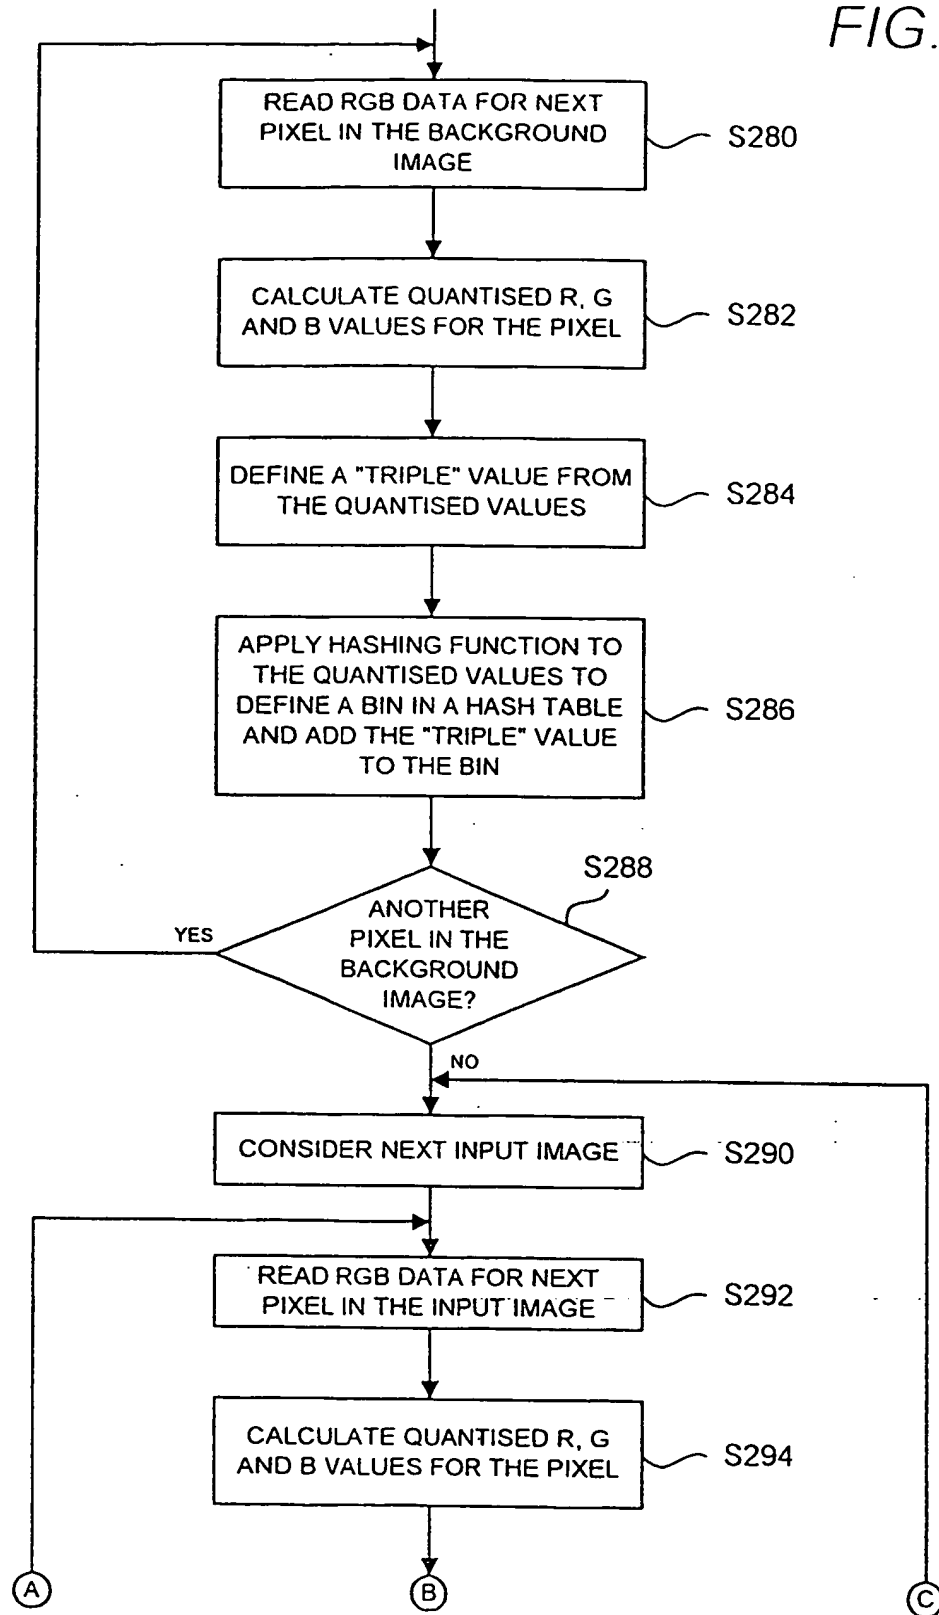 FIG.
READ RGB DATA FOR NEXT
PIXEL IN THE BACKGROUND
IMAGE
S280
CALCULATE QUANTISED R, G
AND B VALUES FOR THE PIXEL
S282
DEFINE A "TRIPLE" VALUE FROM
THE QUANTISED VALUES
S284
APPLY HASHING FUNCTION TO
THE QUANTISED VALUES TO
DEFINE A BIN IN A HASH TABLE
AND ADD THE "TRIPLE" VALUE
TO THE BIN
S286
S288
ANOTHER
PIXEL IN THE
BACKGROUND
IMAGE?
YES
NO
CONSIDER NEXT INPUT IMAGE
S290
READ RGB DATA FOR NEXT
PIXEL IN THE INPUT IMAGE
S292
CALCULATE QUANTISED R, G
AND B VALUES FOR THE PIXEL
S294
A
B
C